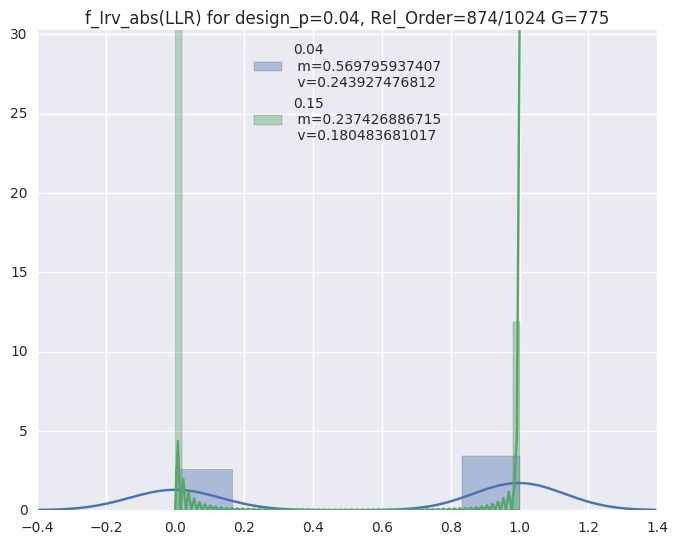 f_Irv_abs(LLR) for design_p=0.04, Rel_Order=874/1024 G=775
0.04
m=0.569795937407
v=0.243927476812
0.15
m=0.237426886715
v=0.180483681017
30
25
20
15
10
5
0
−0.4 −0.2 0.0 0.2 0.4 0.6 0.8 1.0 1.2 1.4